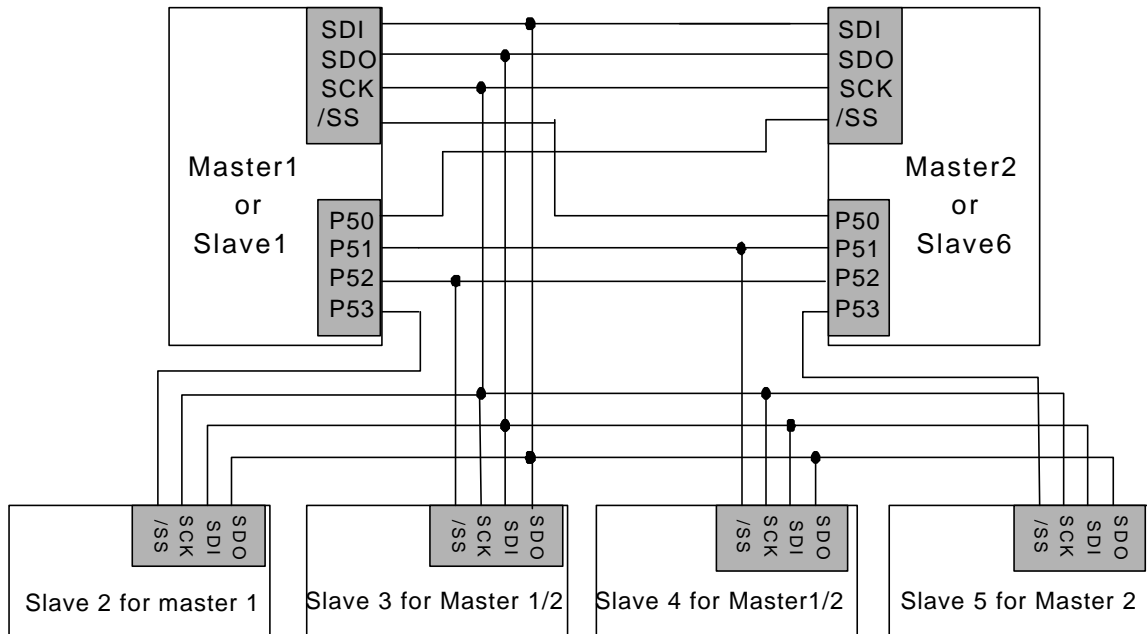 SDI
SDO
SCK
/SS
Master1
or
Slave1
P50
P51
P52
P53
SDI
SDO
SCK
/SS
Master2
or
Slave6
P50
P51
P52
P53
/SS
SCK
SDI
SDO
Slave 2 for master 1
/SS
SCK
SDI
SDO
Slave 3 for Master 1/2
/SS
SCK
SDI
SDO
Slave 4 for Master1/2
/SS
SCK
SDI
SDO
Slave 5 for Master 2